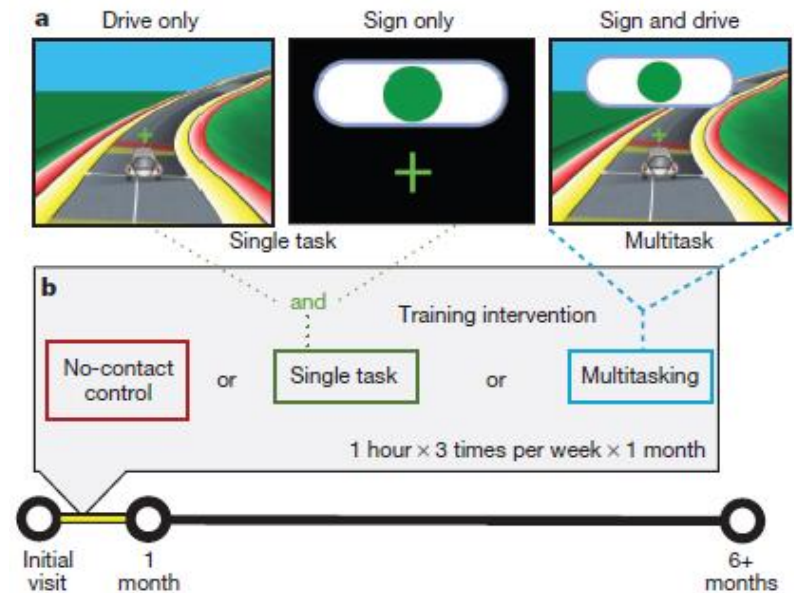 a
Drive only
Sign only
Sign and drive
Single task
Multitask
b
and
Training intervention
No-contact
control
or
Single task
or
Multitasking
1 hour × 3 times per week × 1 month
Initial
visit
1
month
6+
months